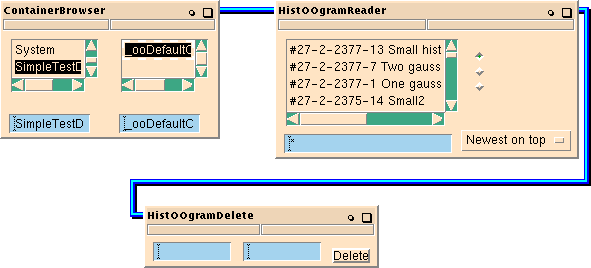 ContainerBrowser
System
SimpleTestD
_ooDefaultC
SimpleTestD
_ooDefaultC
HistOOgramReader
#27-2-2377-13 Small hist
#27-2-2377-7 Two gauss
#27-2-2377-1 One gauss
#27-2-2375-14 Small2
*
Newest on top
HistOOgramDelete
Delete